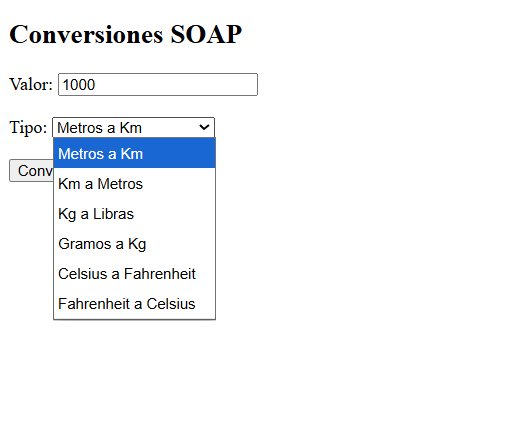 Conversiones SOAP
Valor: 1000
Tipo: Metros a Km
Metros a Km
Km a Metros
Kg a Libras
Gramos a Kg
Celsius a Fahrenheit
Fahrenheit a Celsius